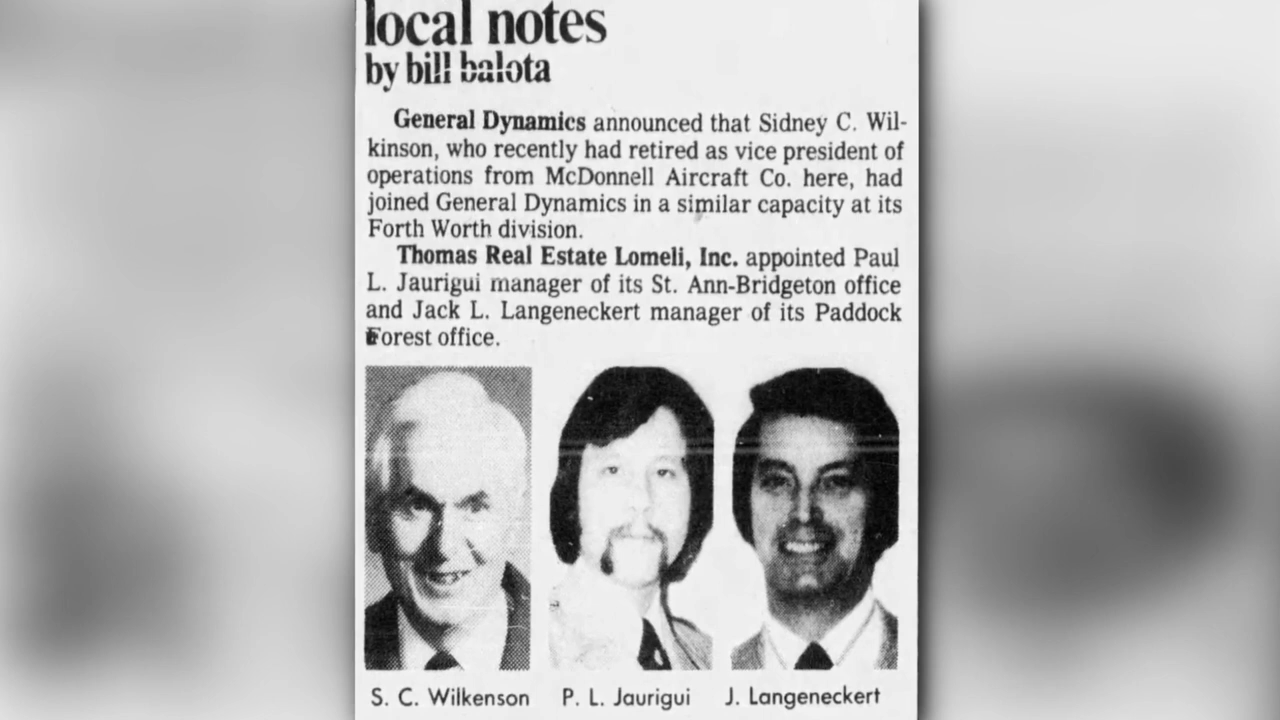 local notes
by bill balota
General Dynamics announced that Sidney C. Wil-
kinson, who recently had retired as vice president of
operations from McDonnell Aircraft Co. here, had
joined General Dynamics in a similar capacity at its
Forth Worth division.
Thomas Real Estate Lomeli, Inc. appointed Paul
L. Jaurigui manager of its St. Ann-Bridgeton office
and Jack L. Langeneckert manager of its Paddock
Forest office.
S. C. Wilkenson P. L. Jaurigui J. Langeneckert